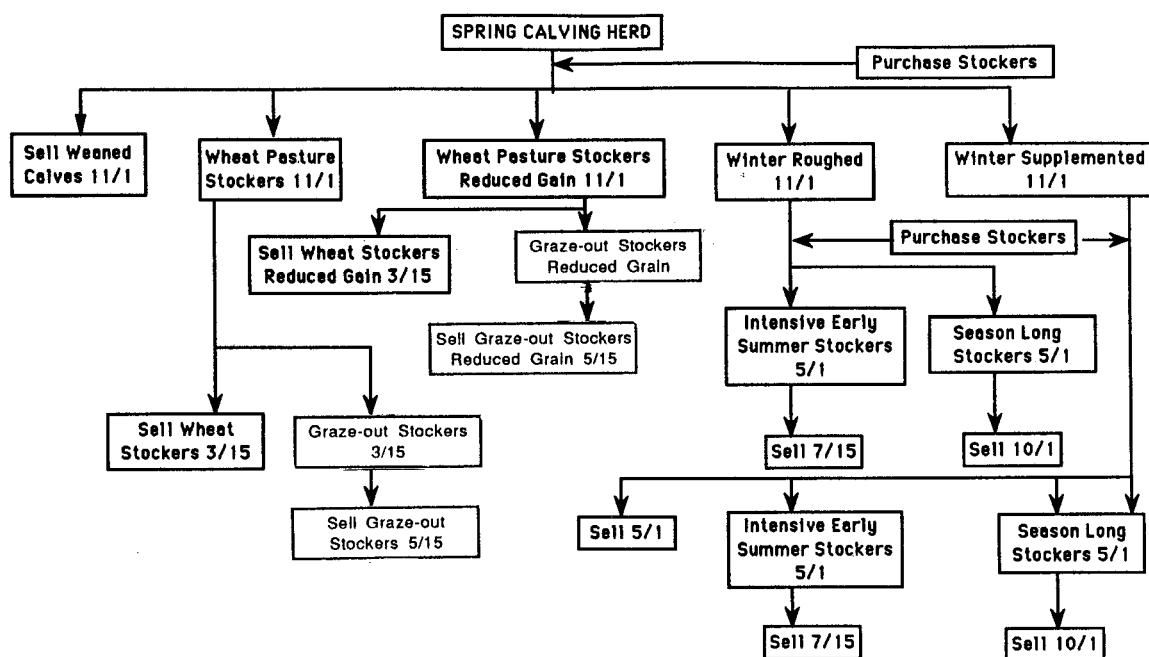 SPRING CALVING HERD
Purchase Stockers
Sell Weaned
Calves 11/1
Wheat Pasture
Stockers 11/1
Wheat Pasture Stockers
Reduced Gain 11/1
Winter Roughed
11/1
Winter Supplemented
11/1
Sell Wheat Stockers
Reduced Gain 3/15
Graze-out Stockers
Reduced Grain
Purchase Stockers
Sell Graze-out Stockers
Reduced Grain 5/15
Intensive Early
Summer Stockers
5/1
Season Long
Stockers 5/1
Sell Wheat
Stockers 3/15
Graze-out Stockers
3/15
Sell 7/15
Sell 10/1
Sell Graze-out
Stockers 5/15
Sell 5/1
Intensive Early
Summer Stockers
5/1
Season Long
Stockers 5/1
Sell 7/15
Sell 10/1